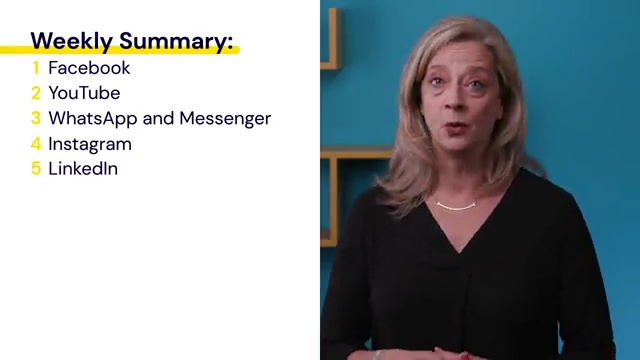 Weekly Summary:
1 Facebook
2 YouTube
3 WhatsApp and Messenger
4 Instagram
5 LinkedIn